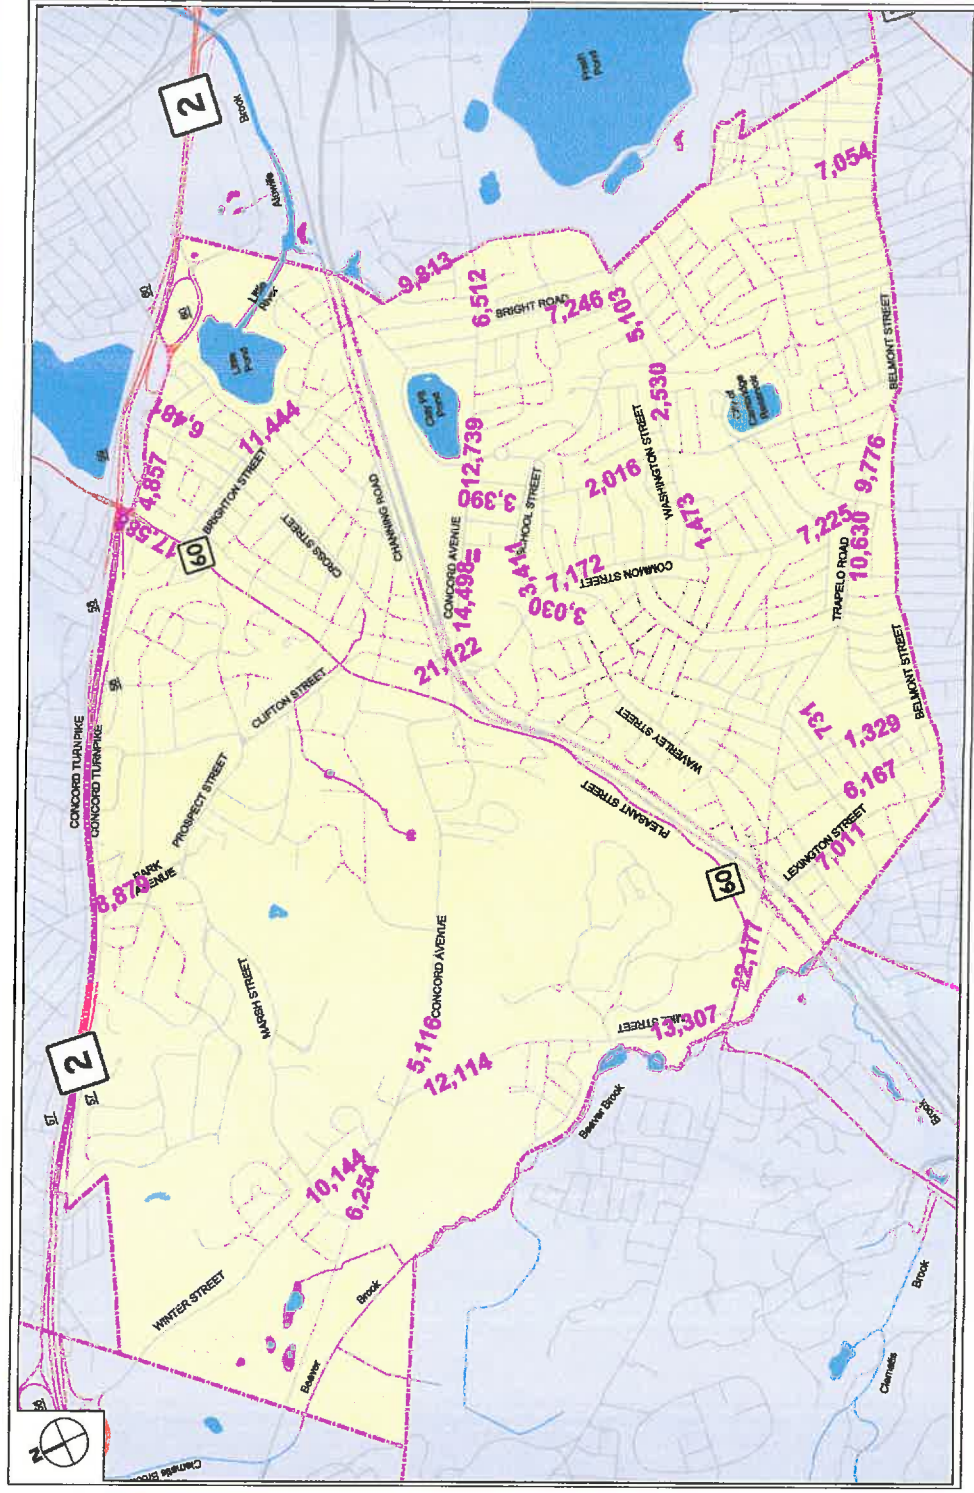 2
Brook
Alewife
Fresh
Pond
60
59
Little
River
Little
Pond
9,813
6,512
BRIGHT ROAD
7,246
5,103
7,054
6,481
4,857
17,58
11,444
BRIGHTON STREET
60
CROSS STREET
CHANNING ROAD
Clay Pit
Pond
12,739
3,390
SCHOOL STREET
CONCORD AVENUE
14,498=
3,411
7,172
3,030
COMMON STREET
2,016
WASHINGTON STREET
2,530
1,473
City of
Cambridge
Reservoir
BELMONT STREET
9,776
7,225
10,630
TRAPELO ROAD
21,122
CLIFTON STREET
CONCORD TURNPIKE
CONCORD TURNPIKE
PROSPECT STREET
PARK
AVENUE
8,879
WAVERLEY STREET
PLEASANT STREET
731
1,329
BELMONT STREET
6,167
LEXINGTON STREET
7,011
60
22,177
MARSH STREET
CONCORD AVENUE
5,116
12,114
MILL STREET
13,307
2
Beaver Brook
Brook
10,144
6,254
WINTER STREET
Beaver
Brook
Brook
Clematis
N
Clematis Brook